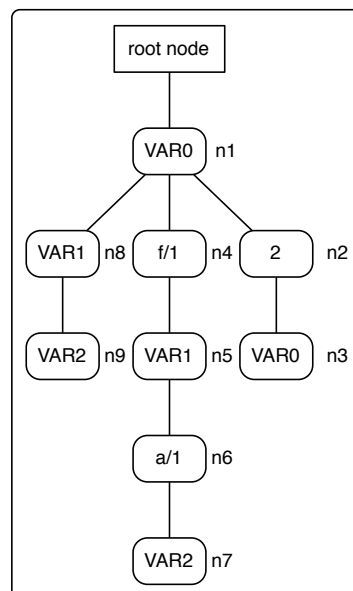 root node
VAR0 n1
VAR1 n8 f/1 n4 2 n2
VAR2 n9 VAR1 n5 VAR0 n3
a/1 n6
VAR2 n7